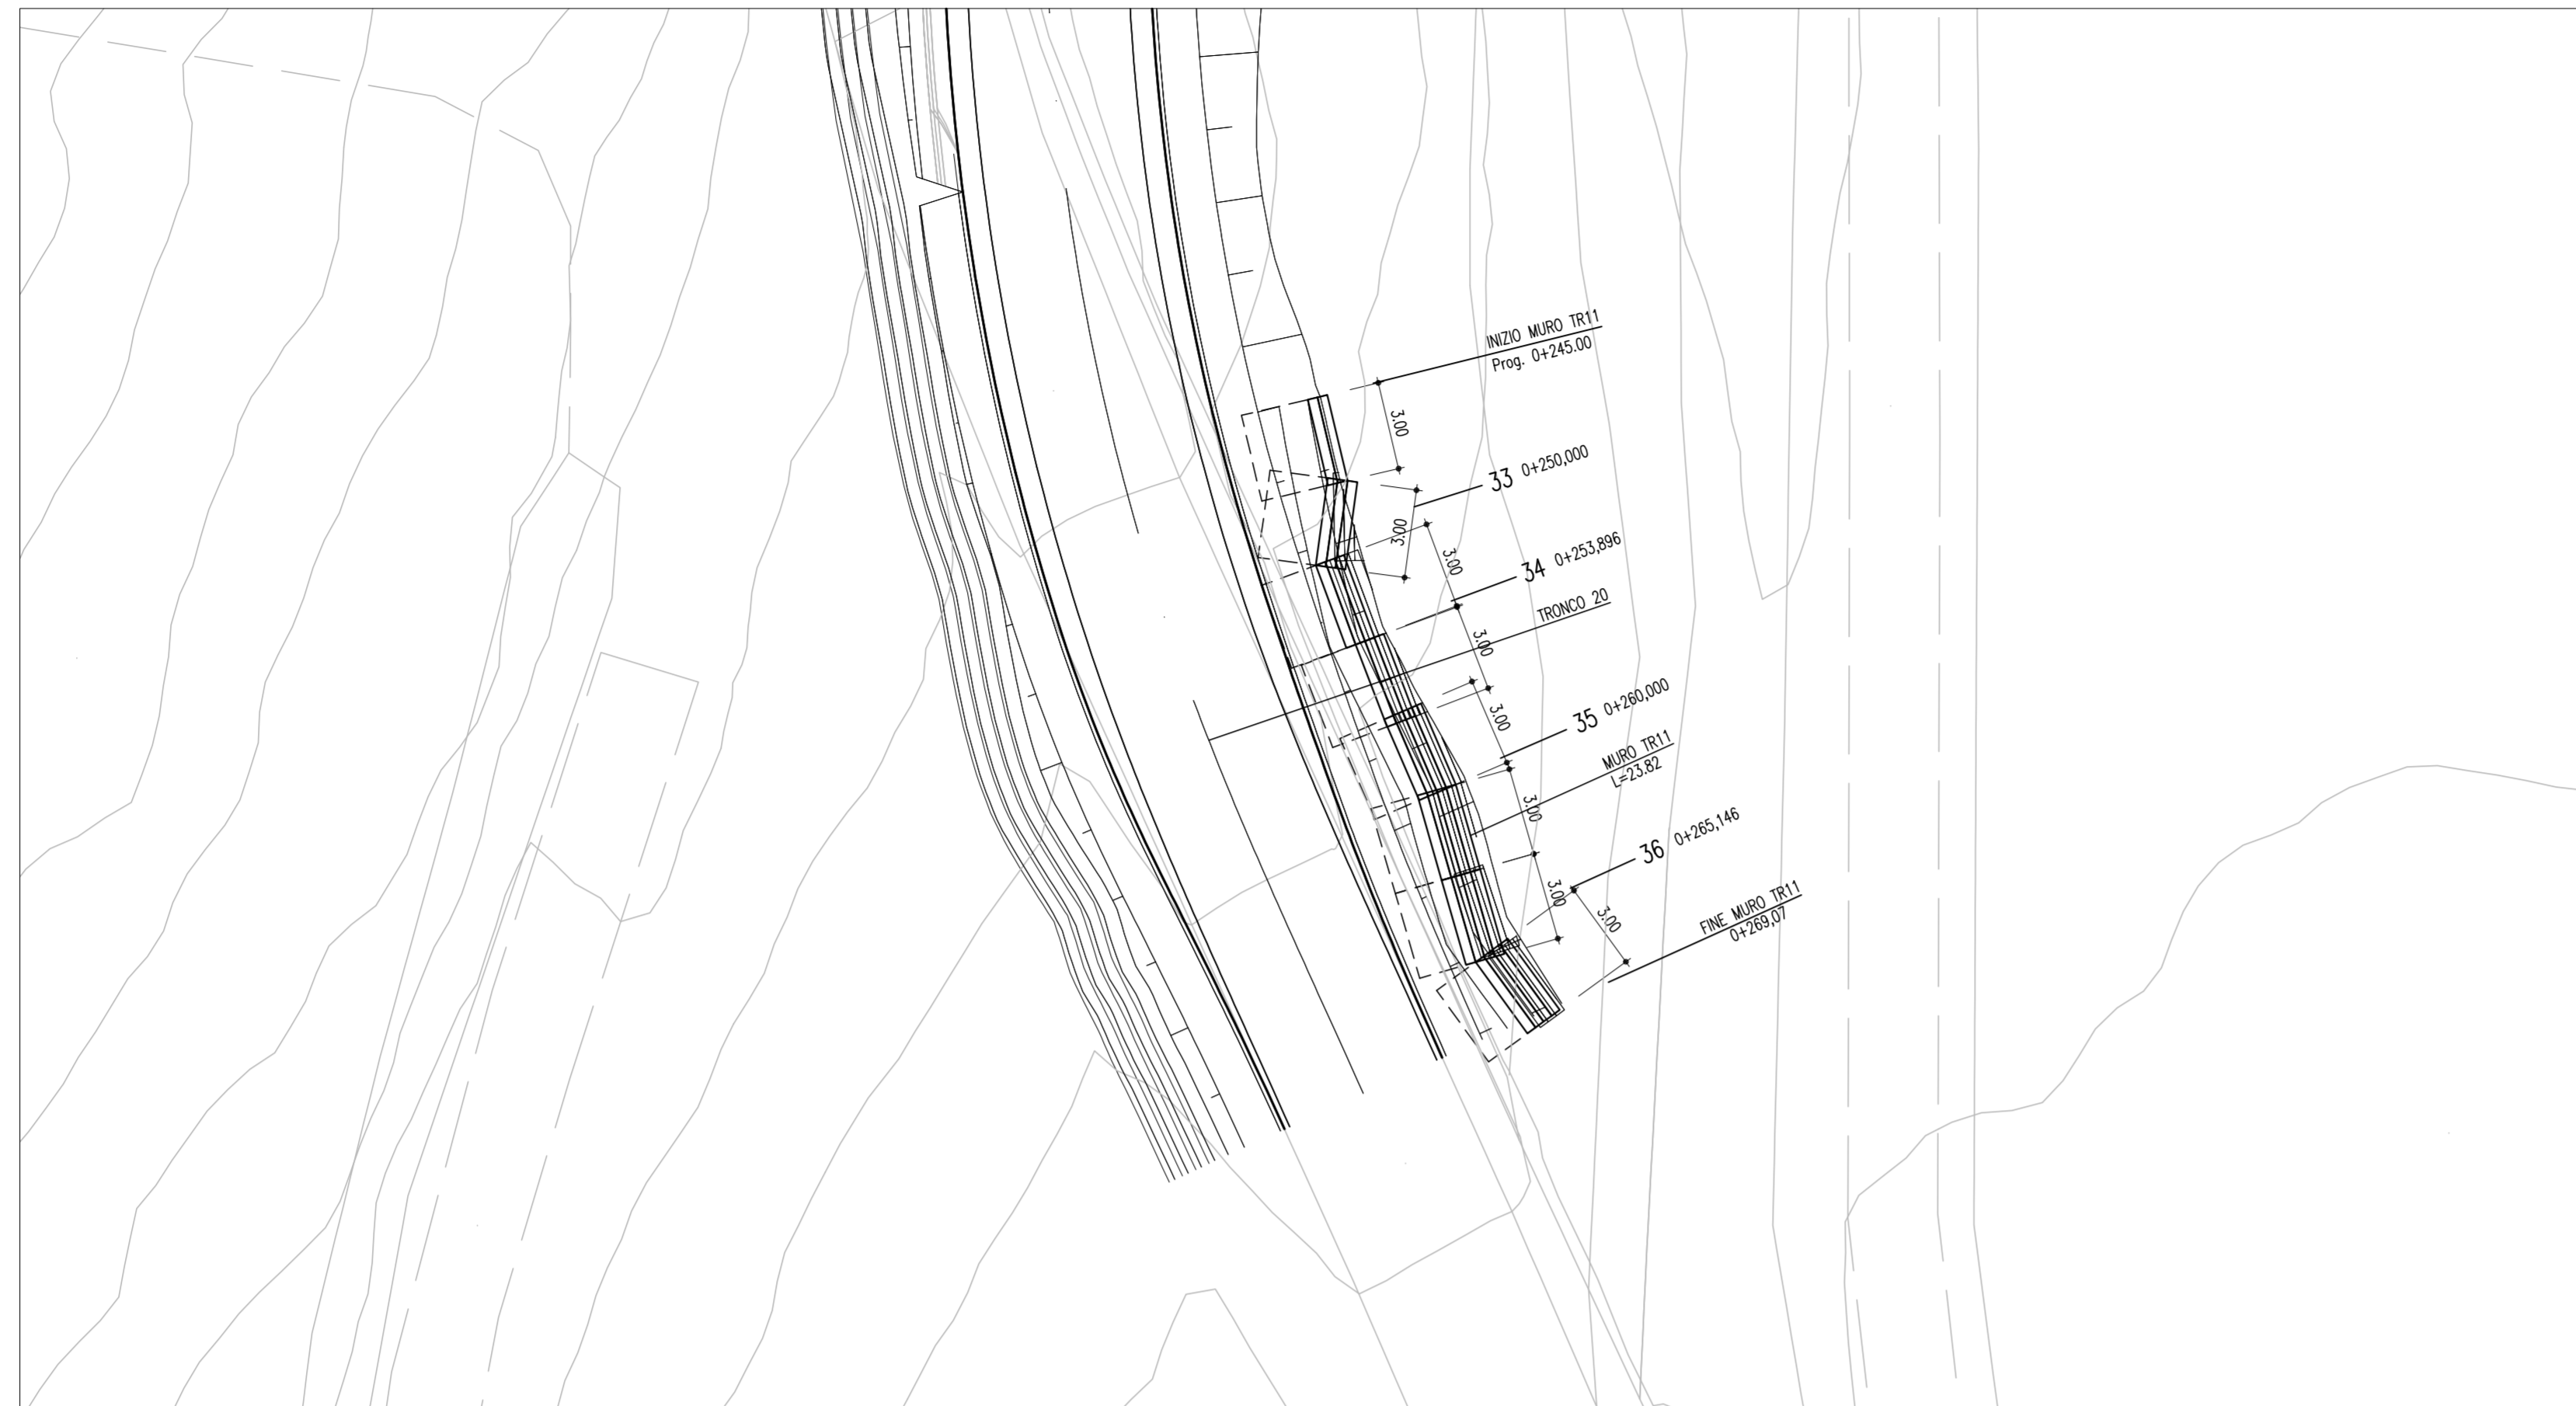 INIZIO MURO TR11
Prog. 0+245.00
3.00
33 0+250,000
3.00
3.00
34 0+253,896
TRONCO 20
3.00
35 0+260,000
3.00
MURO TR11
L=23.82
3.00
36 0+265,146
3.00
3.00
FINE MURO TR11
0+269,07